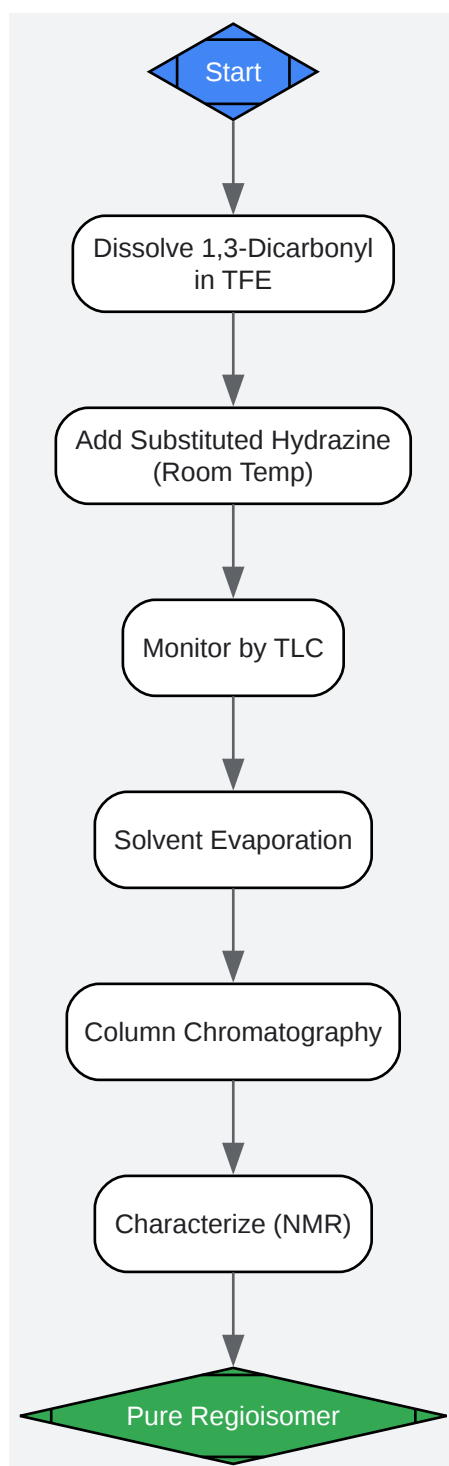 Start
Dissolve 1,3-Dicarbonyl
in TFE
Add Substituted Hydrazine
(Room Temp)
Monitor by TLC
Solvent Evaporation
Column Chromatography
Characterize (NMR)
Pure Regioisomer